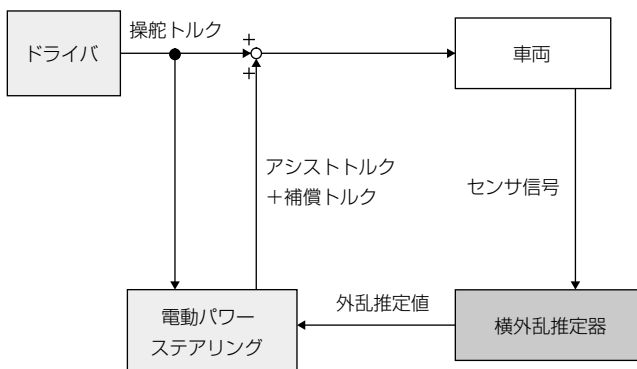 操舵トルク
ドライバ
+
+
車両
アシストトルク
+補償トルク
センサ信号
外乱推定値
電動パワー
ステアリング
横外乱推定器